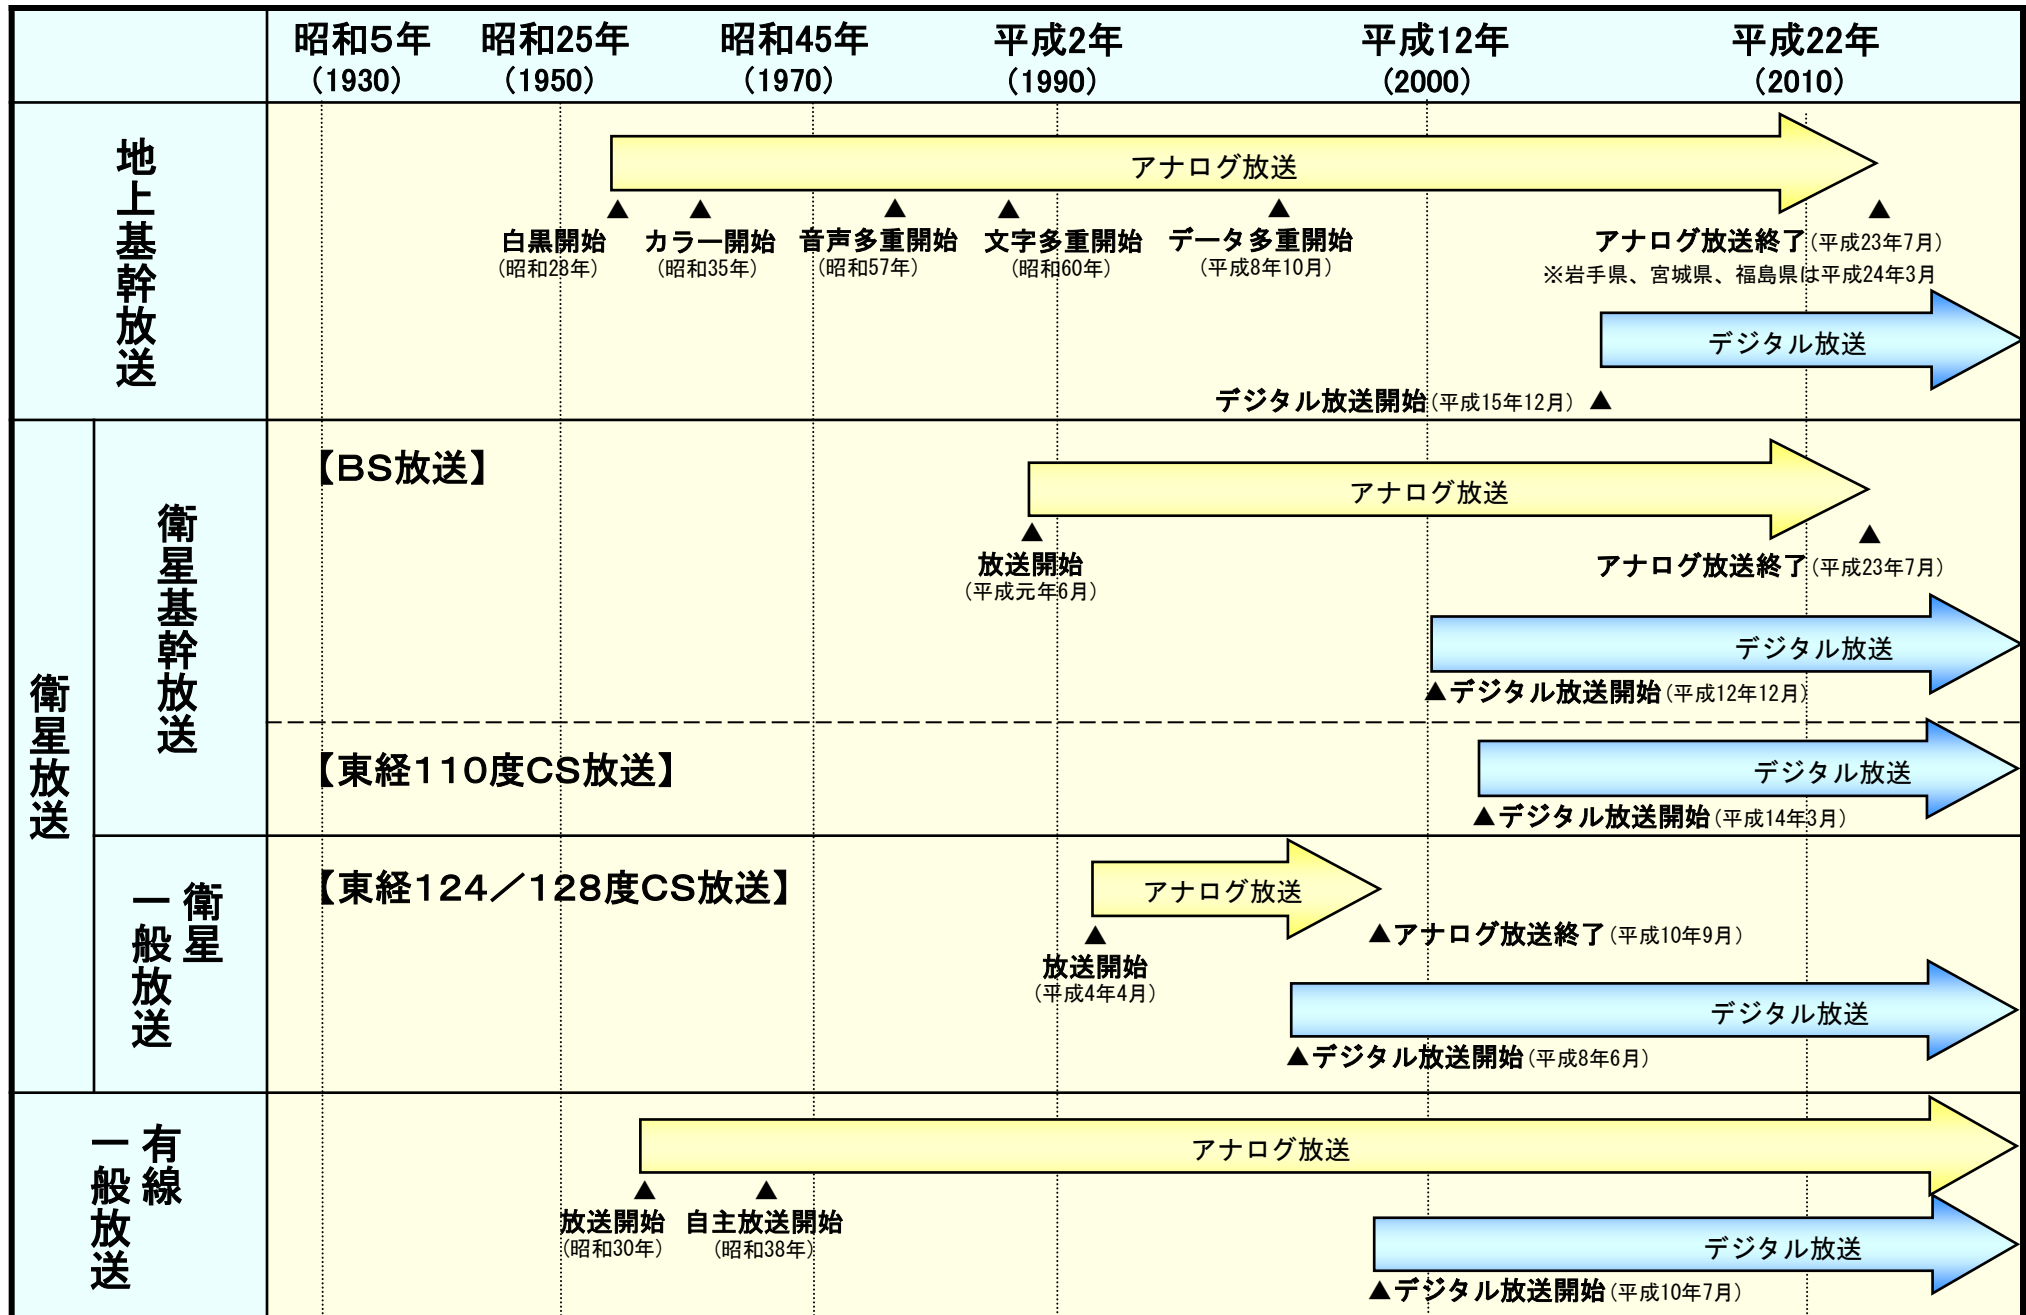 昭和5年 昭和25年 昭和45年 平成2年 平成12年 平成22年
(1930) (1950) (1970) (1990) (2000) (2010)
地上基幹放送
アナログ放送
白黒開始 カラー開始 音声多重開始 文字多重開始 データ多重開始 アナログ放送終了(平成23年7月)
(昭和28年) (昭和35年) (昭和57年) (昭和60年) (平成8年10月)
※岩手県、宮城県、福島県は平成24年3月
デジタル放送
デジタル放送開始(平成15年12月) ▲
衛星放送
衛星基幹放送
【BS放送】
アナログ放送
放送開始 アナログ放送終了(平成23年7月)
(平成元年6月)
デジタル放送
▲デジタル放送開始(平成12年12月)
【東経110度CS放送】
デジタル放送
▲デジタル放送開始(平成14年3月)
衛星
一般放送
【東経124／128度CS放送】
アナログ放送
▲アナログ放送終了(平成10年9月)
放送開始
(平成4年4月)
デジタル放送
▲デジタル放送開始(平成8年6月)
有線
一般放送
アナログ放送
放送開始 自主放送開始
(昭和30年) (昭和38年)
デジタル放送
▲デジタル放送開始(平成10年7月)